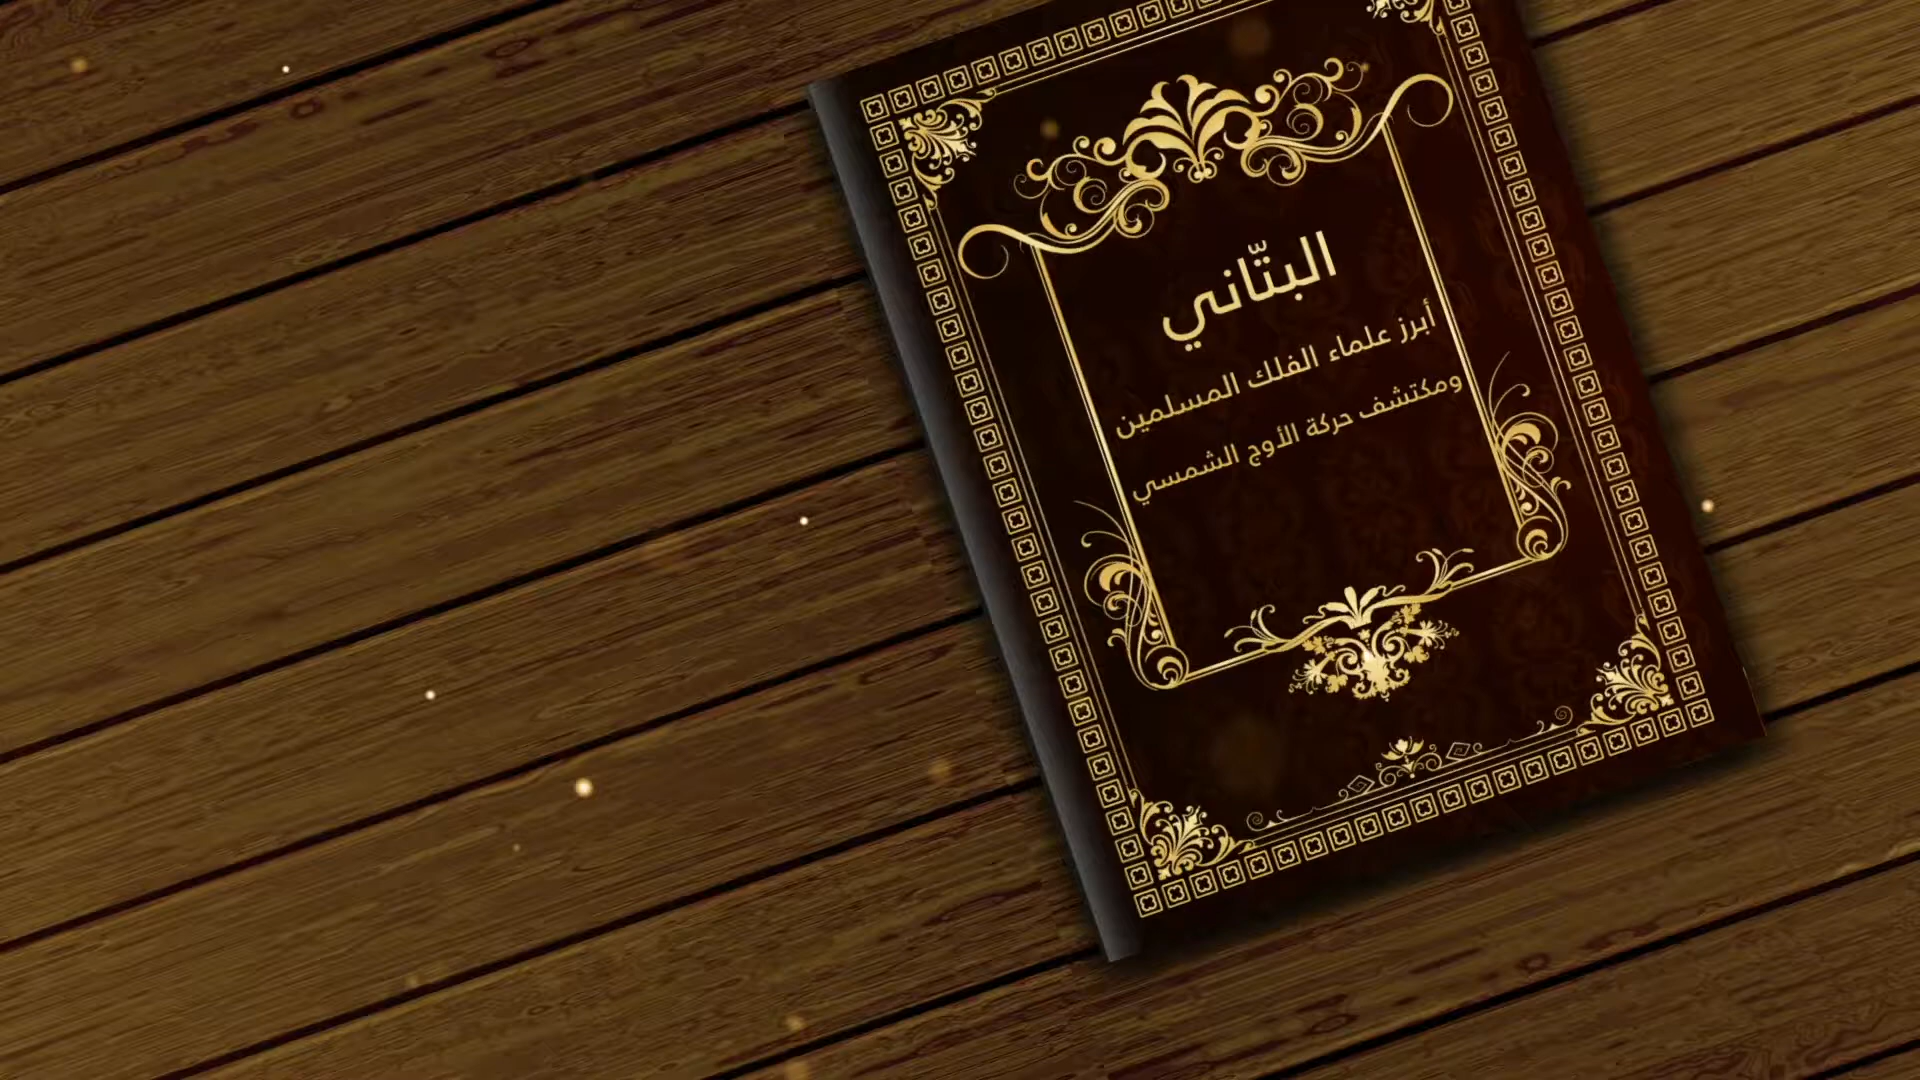 البتّاني
أبرز علماء الفلك المسلمين
ومكتشف حركة الأوج الشمسي